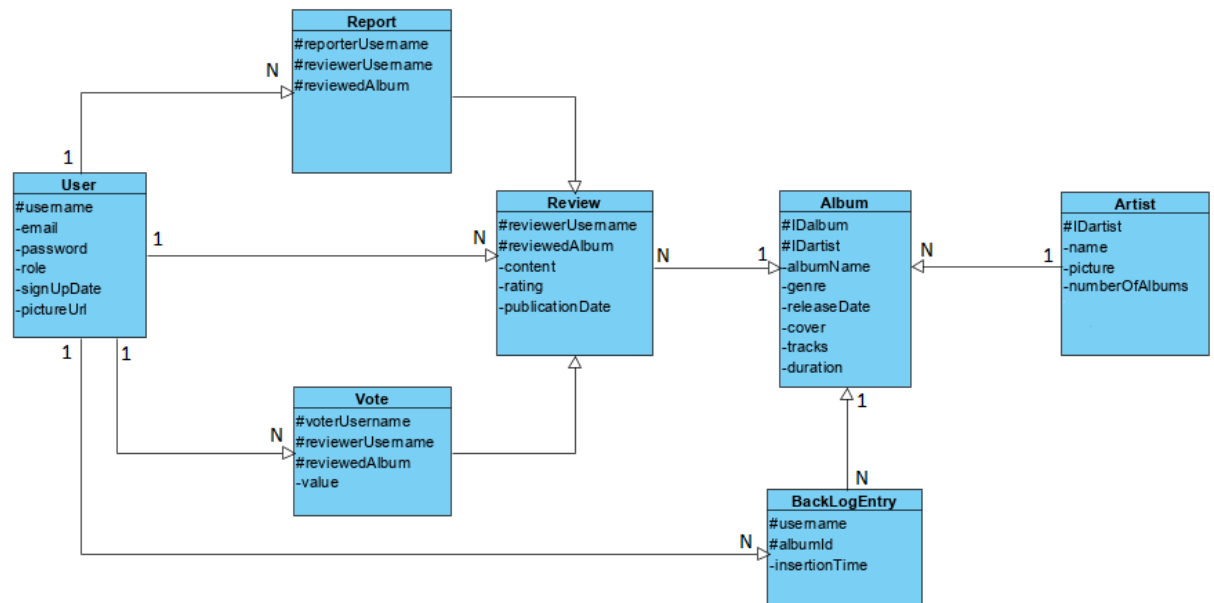 Report
#reporterUsername
#reviewerUsername
#reviewedAlbum
N
1
User
#username
-email
-password
-role
-signUpDate
-pictureUrl
1
N
Review
#reviewerUsername
#reviewedAlbum
-content
-rating
-publicationDate
N
1
Album
#IDalbum
#IDartist
-albumName
-genre
-releaseDate
-cover
-tracks
-duration
N
1
Artist
#IDartist
-name
-picture
-numberOfAlbums
1
1
N
Vote
#voterUsername
#reviewerUsername
#reviewedAlbum
-value
1
N
N
BackLogEntry
#username
#albumId
-insertionTime